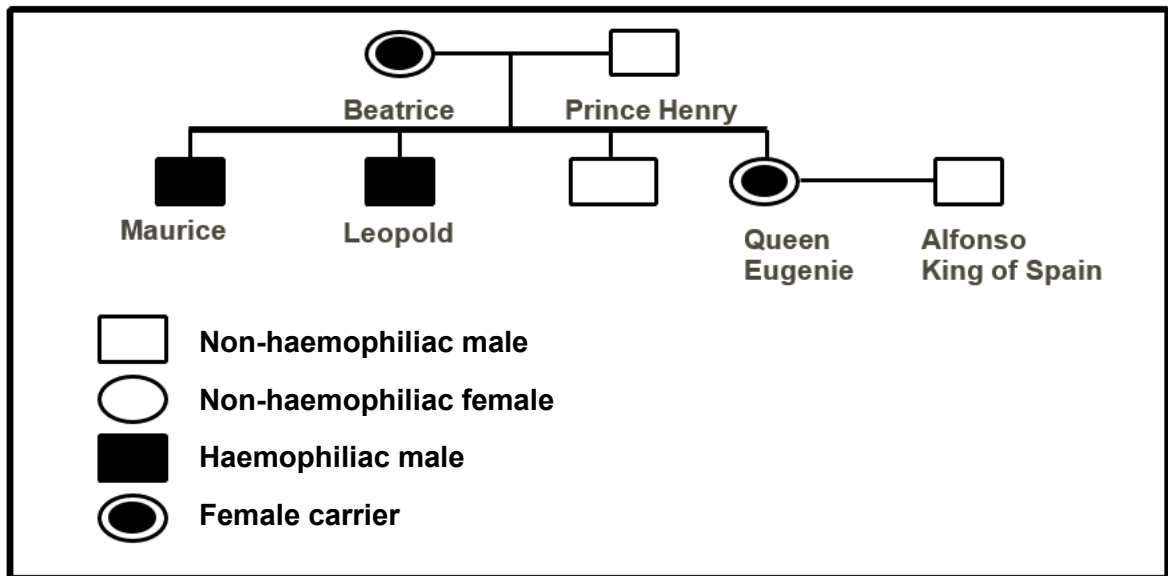 Beatrice
Prince Henry
Maurice
Leopold
Queen
Eugenie
Alfonso
King of Spain
Non-haemophiliac male
Non-haemophiliac female
Haemophiliac male
Female carrier